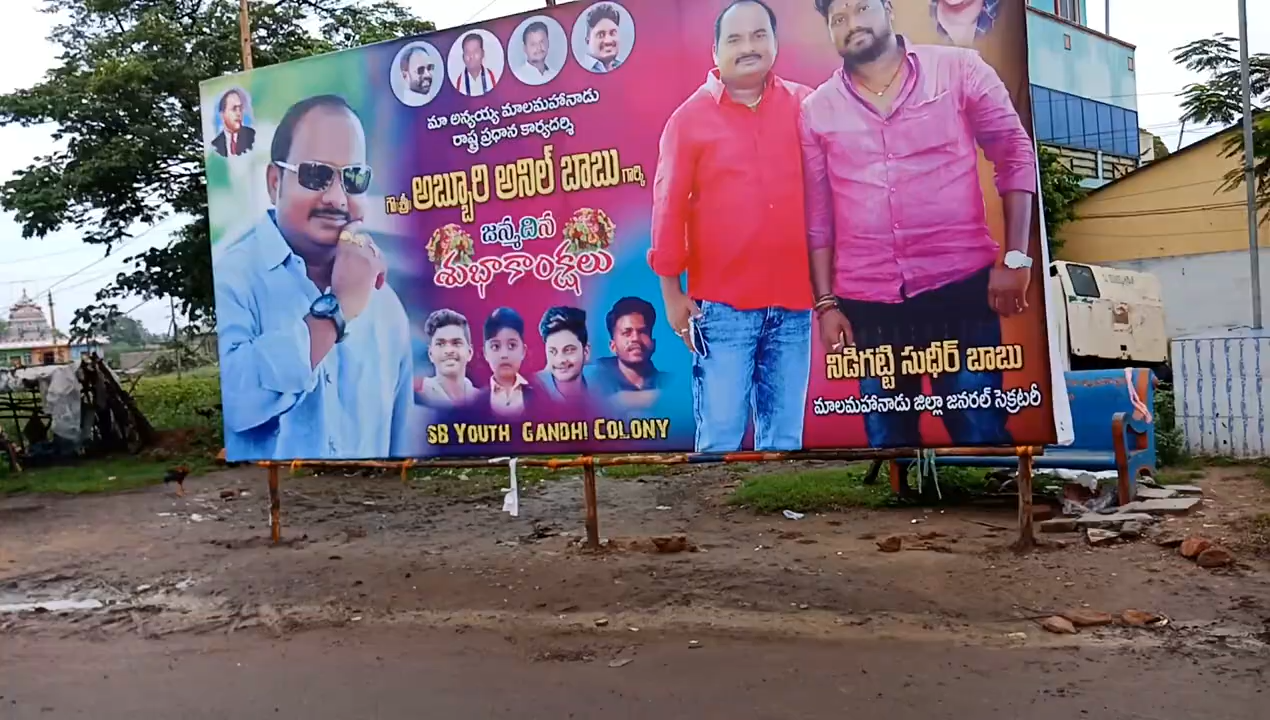 మా అన్నయ్య మాలమహానాడు
రాష్ట్ర ప్రధాన కార్యదర్శి
గౌ॥శ్రీ అబ్బూరి అనిల్ బాబు గార్కి
జన్మదిన
శుభాకాంక్షలు
SB YOUTH GANDHI COLONY
నిడిగట్టి సుధీర్ బాబు
మాలమహానాడు జిల్లా జనరల్ సెక్రటరీ